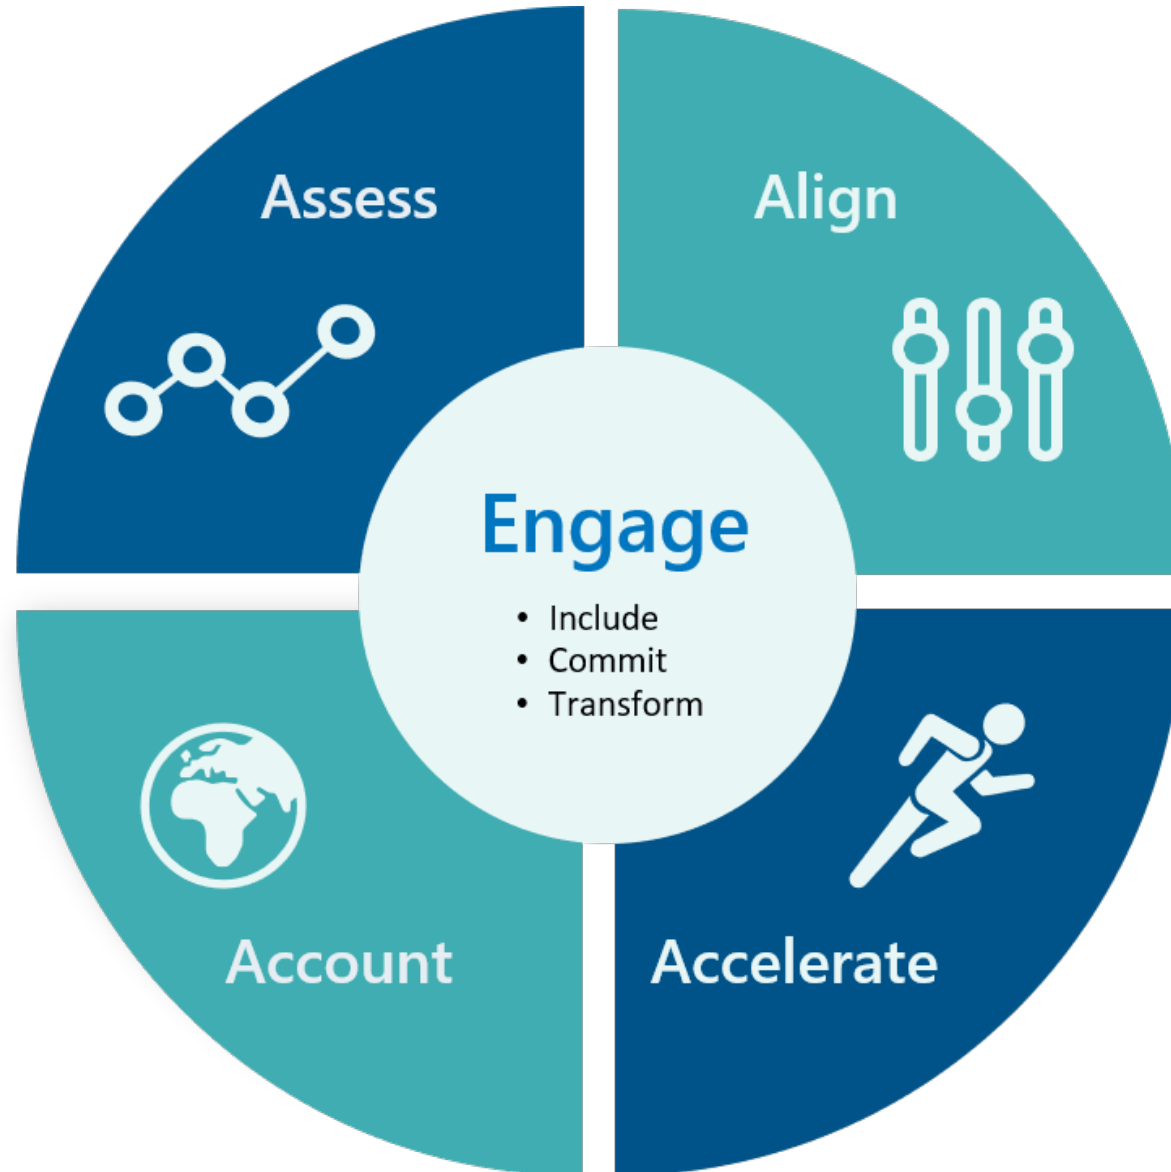 Assess
Align
Engage
• Include
• Commit
• Transform
Account
Accelerate